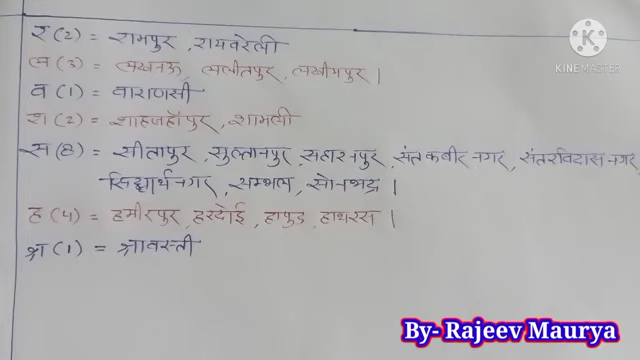 र (2) = रामपुर, रायबरेली
ल (3) = लखनऊ, ललीतपुर, लखीमपुर।
व (1) = वाराणसी
श (2) = शाहजहाँपुर, शामली
स (8) = सीतापुर, सुल्तानपुर, सहारनपुर, संतकबीर नगर, संतरविदास नगर,
सिद्धार्थनगर, सम्भल, सोनभद्र।
ह (4) = हमीरपुर, हरदोई, हापुड, हाथरस।
श्र (1) = श्रावस्ती
KINEMASTER
By- Rajeev Maurya